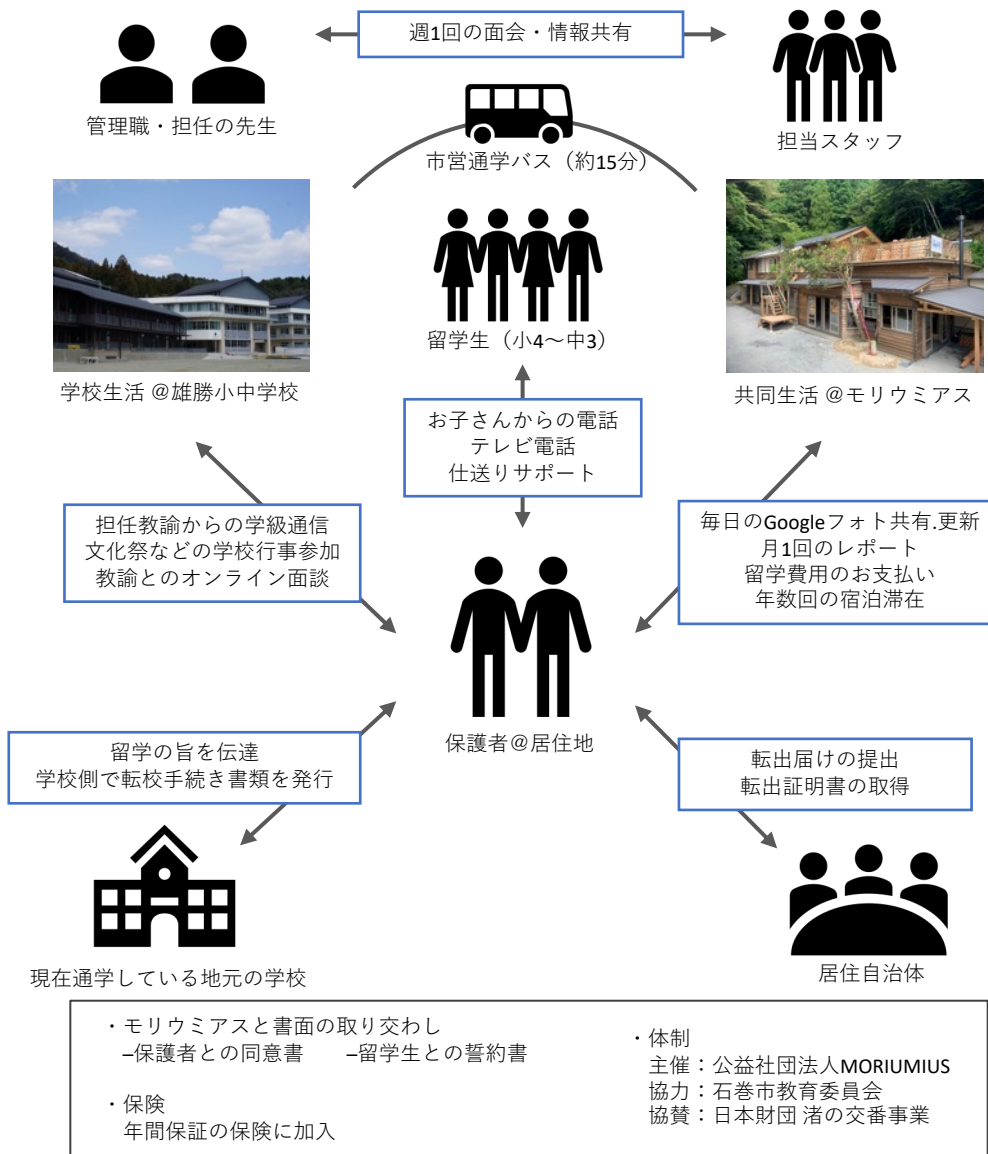 週1回の面会・情報共有
管理職・担任の先生
担当スタッフ
市営通学バス（約15分）
留学生（小4～中3）
学校生活 @雄勝小中学校
共同生活 @モリウミアス
お子さんからの電話
テレビ電話
仕送りサポート
担任教諭からの学級通信
文化祭などの学校行事参加
教諭とのオンライン面談
毎日のGoogleフォト共有.更新
月1回のレポート
留学費用のお支払い
年数回の宿泊滞在
保護者@居住地
留学の旨を伝達
学校側で転校手続き書類を発行
転出届けの提出
転出証明書の取得
現在通学している地元の学校
居住自治体
・モリウミアスと書面の取り交わし
–保護者との同意書　–留学生との誓約書
・保険
年間保証の保険に加入
・体制
主催：公益社団法人MORIUMIUS
協力：石巻市教育委員会
協賛：日本財団 渚の交番事業